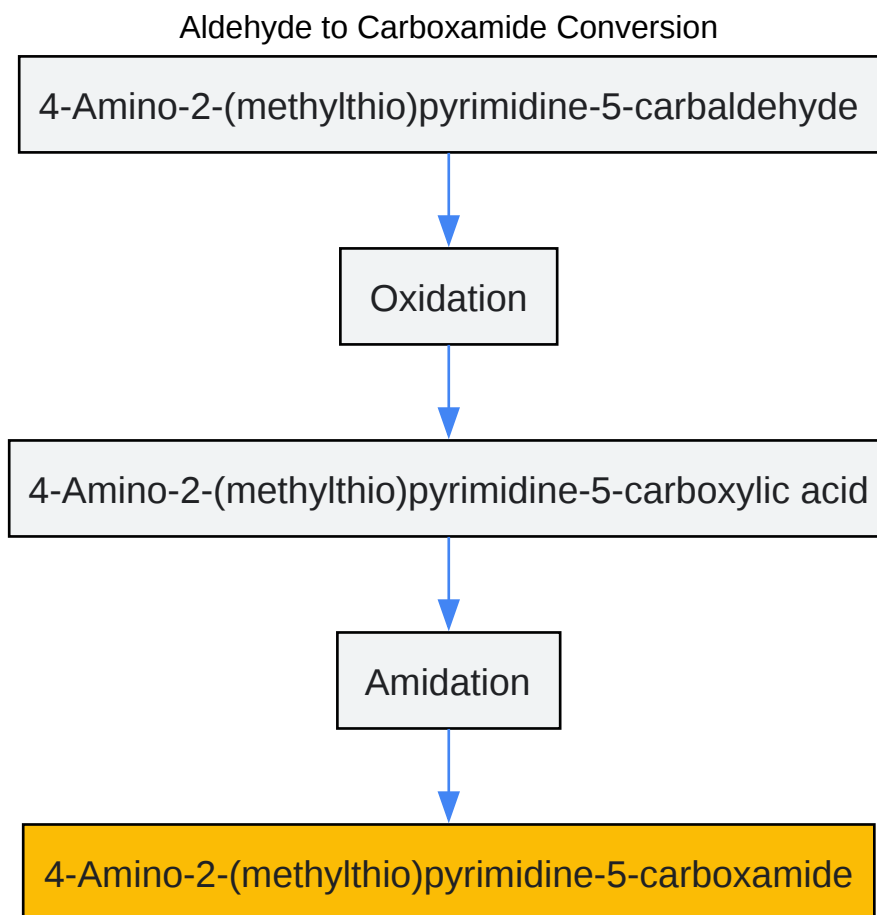 Aldehyde to Carboxamide Conversion
4-Amino-2-(methylthio)pyrimidine-5-carbaldehyde
Oxidation
4-Amino-2-(methylthio)pyrimidine-5-carboxylic acid
Amidation
4-Amino-2-(methylthio)pyrimidine-5-carboxamide